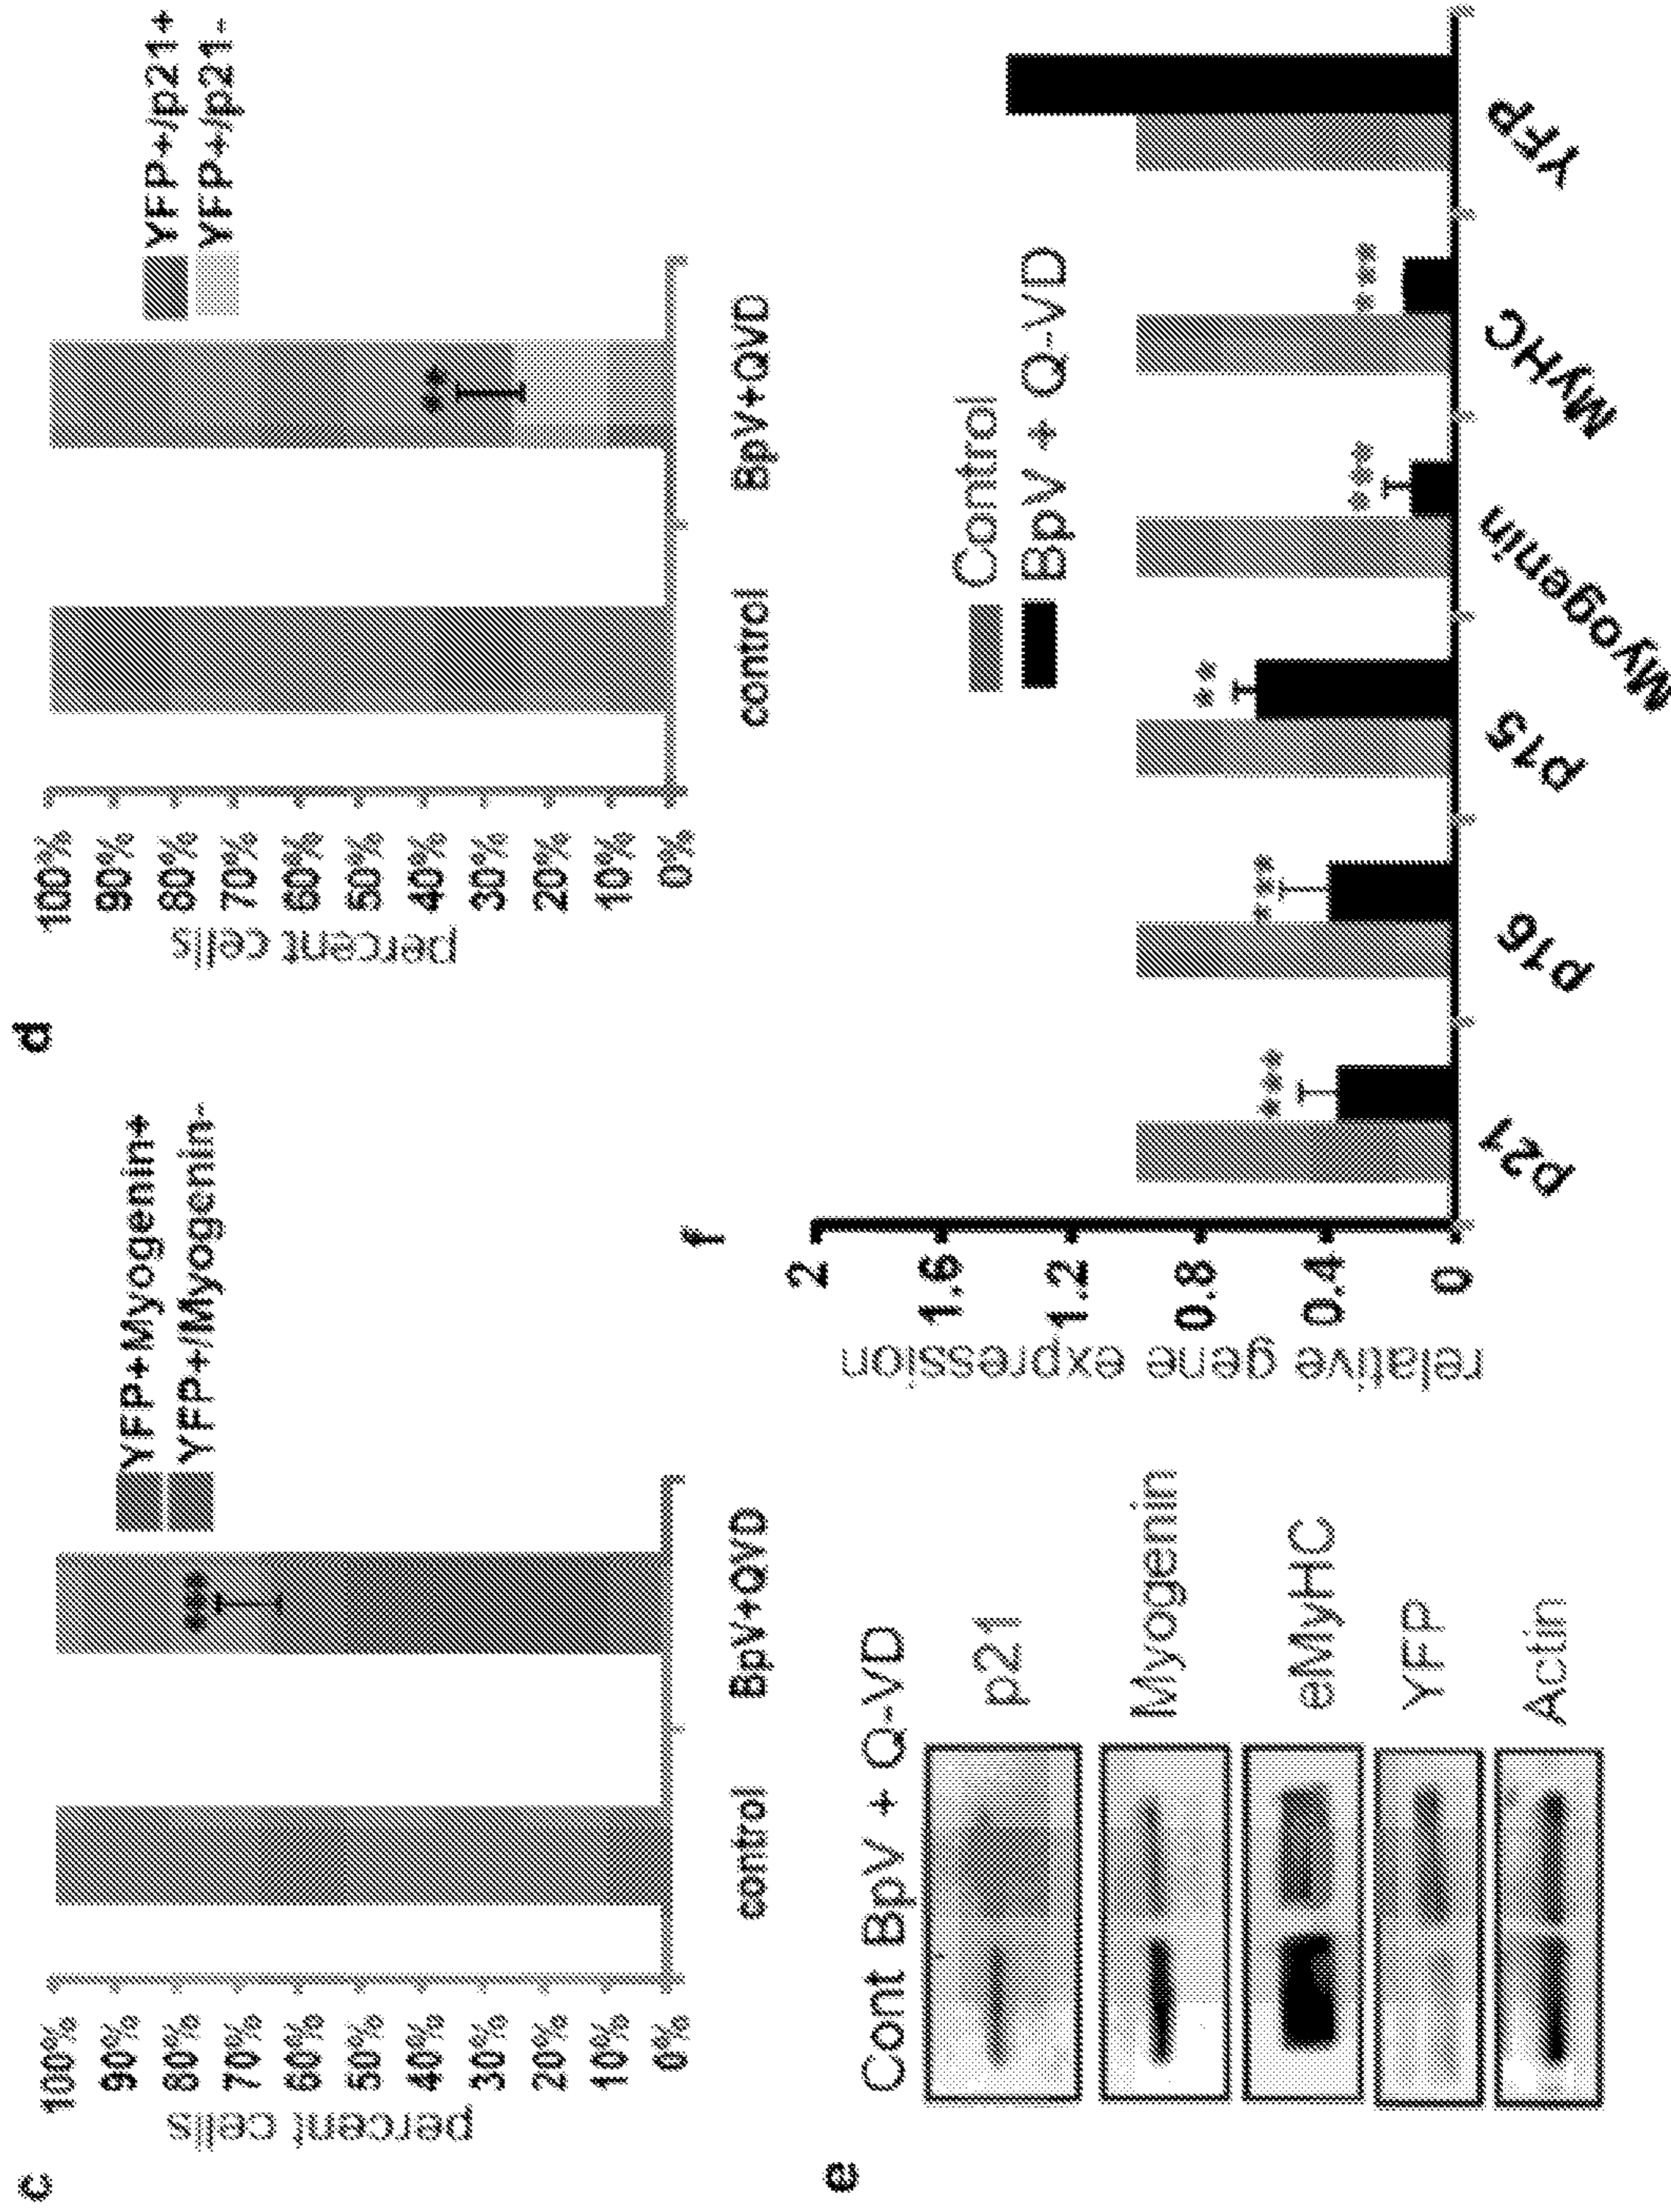 c
percent cells
100%
90%
80%
70%
60%
50%
40%
30%
20%
10%
0%
control
BpV+QVD
***
YFP+Myogenin+
YFP+/Myogenin-
d
percent cells
100%
90%
80%
70%
60%
50%
40%
30%
20%
10%
0%
control
BpV+QVD
**
YFP+/p21+
YFP+/p21-
e
Cont BpV + Q-VD
p21
Myogenin
eMyHC
YFP
Actin
f
relative gene expression
2
1.6
1.2
0.8
0.4
0
Control
BpV + Q-VD
***
***
**
***
***
p21
p16
p15
Myogenin
MyHC
YFP